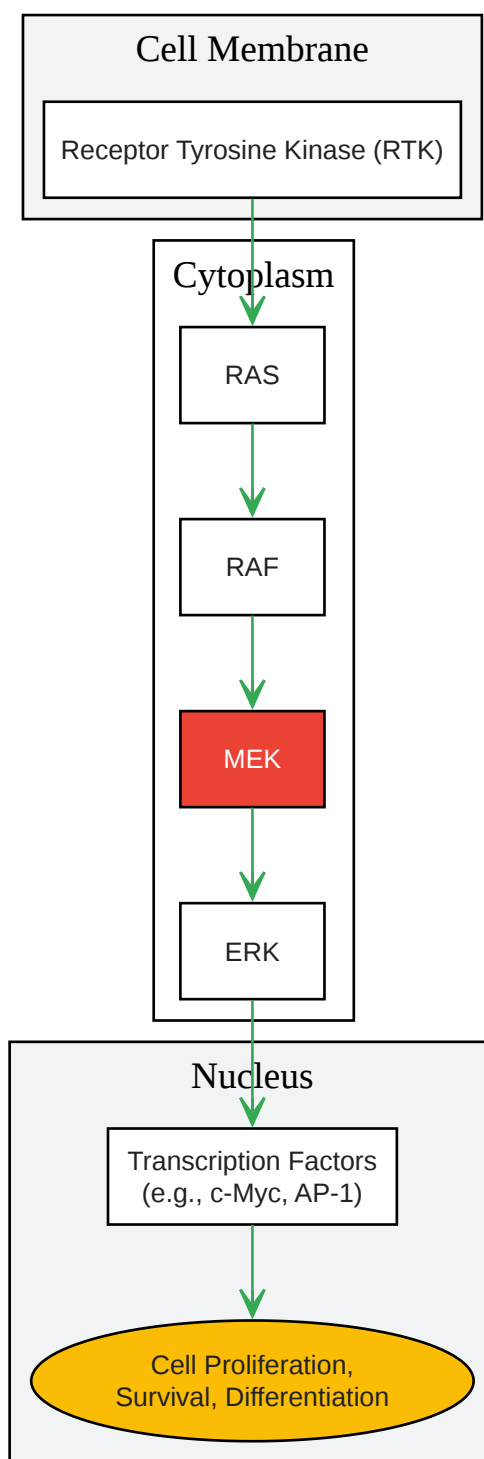 Cell Membrane
Receptor Tyrosine Kinase (RTK)
Cytoplasm
RAS
RAF
MEK
ERK
Nucleus
Transcription Factors
(e.g., c-Myc, AP-1)
Cell Proliferation,
Survival, Differentiation